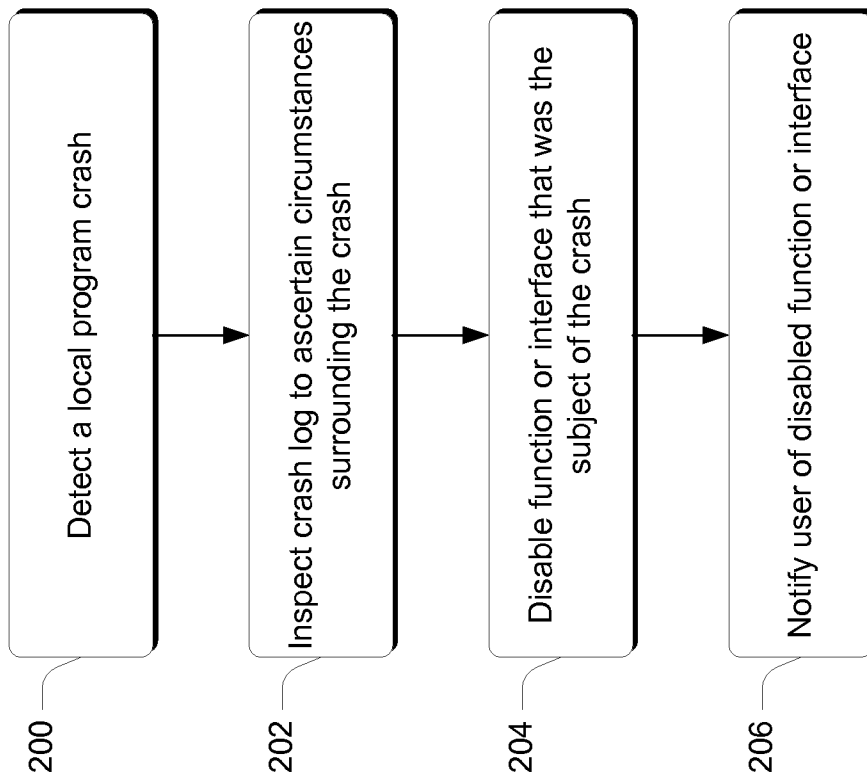 200
Detect a local program crash
202
Inspect crash log to ascertain circumstances
surrounding the crash
204
Disable function or interface that was the
subject of the crash
206
Notify user of disabled function or interface